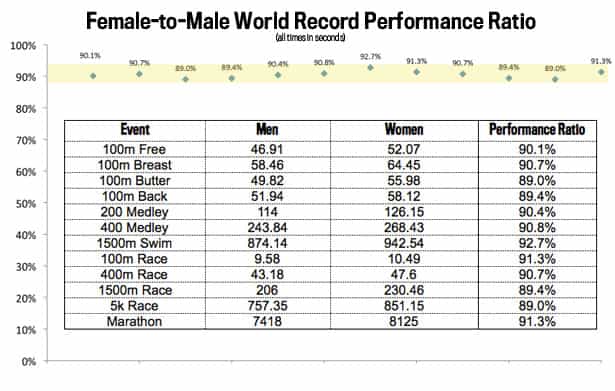 Female-to-Male World Record Performance Ratio
(all times in seconds)
100%
90.1% 90.7% 89.0% 89.4% 90.4% 90.8% 92.7% 91.3% 90.7% 89.4% 89.0% 91.3%
90%
80%
70%
60%
50%
40%
30%
20%
10%
0%
Event Men Women Performance Ratio
100m Free 46.91 52.07 90.1%
100m Breast 58.46 64.45 90.7%
100m Butter 49.82 55.98 89.0%
100m Back 51.94 58.12 89.4%
200 Medley 114 126.15 90.4%
400 Medley 243.84 268.43 90.8%
1500m Swim 874.14 942.54 92.7%
100m Race 9.58 10.49 91.3%
400m Race 43.18 47.6 90.7%
1500m Race 206 230.46 89.4%
5k Race 757.35 851.15 89.0%
Marathon 7418 8125 91.3%